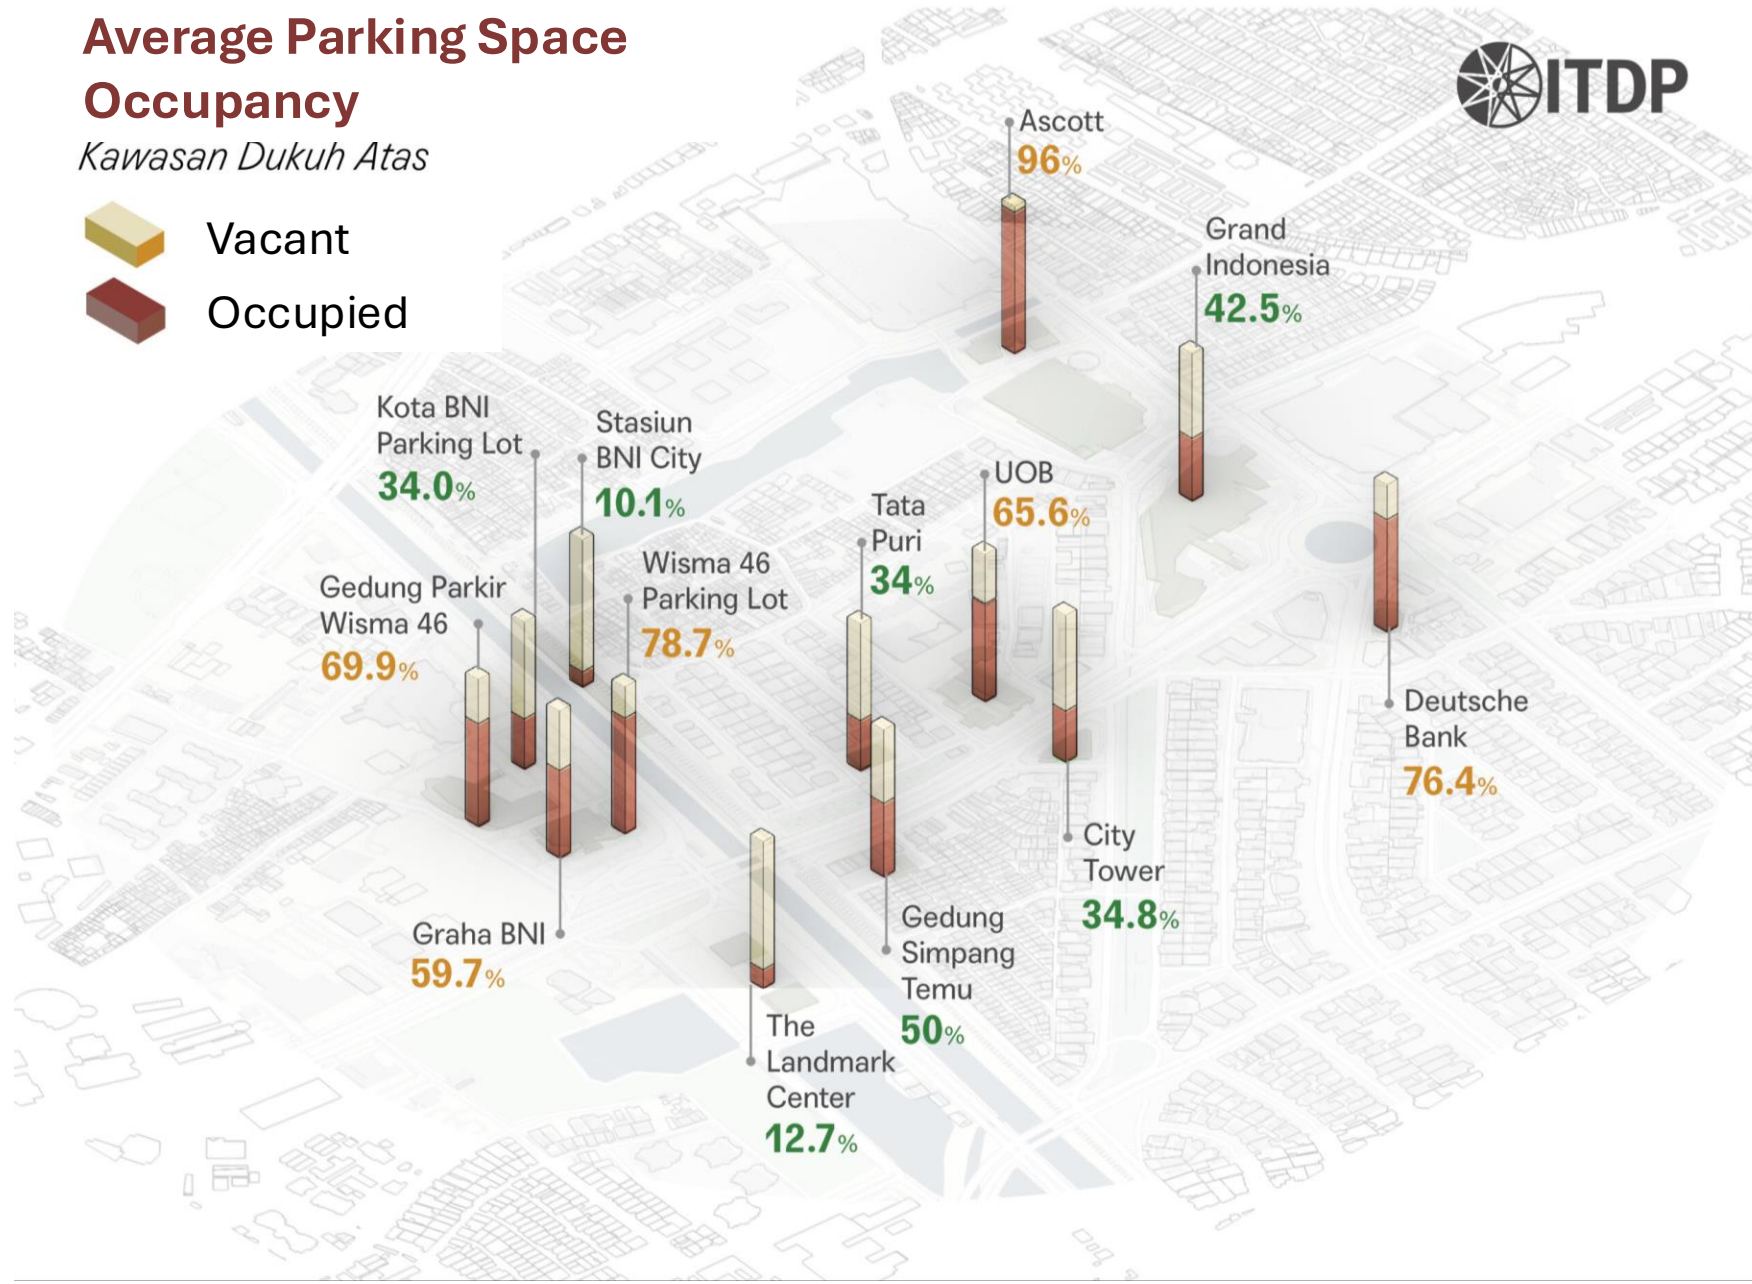 Average Parking Space
Occupancy
Kawasan Dukuh Atas
Vacant
Occupied
ITDP
Ascott
96%
Grand
Indonesia
42.5%
Kota BNI
Parking Lot
34.0%
Stasiun
BNI City
10.1%
UOB
65.6%
Tata
Puri
34%
Wisma 46
Parking Lot
78.7%
Gedung Parkir
Wisma 46
69.9%
Deutsche
Bank
76.4%
City
Tower
34.8%
Graha BNI
59.7%
Gedung
Simpang
Temu
50%
The
Landmark
Center
12.7%